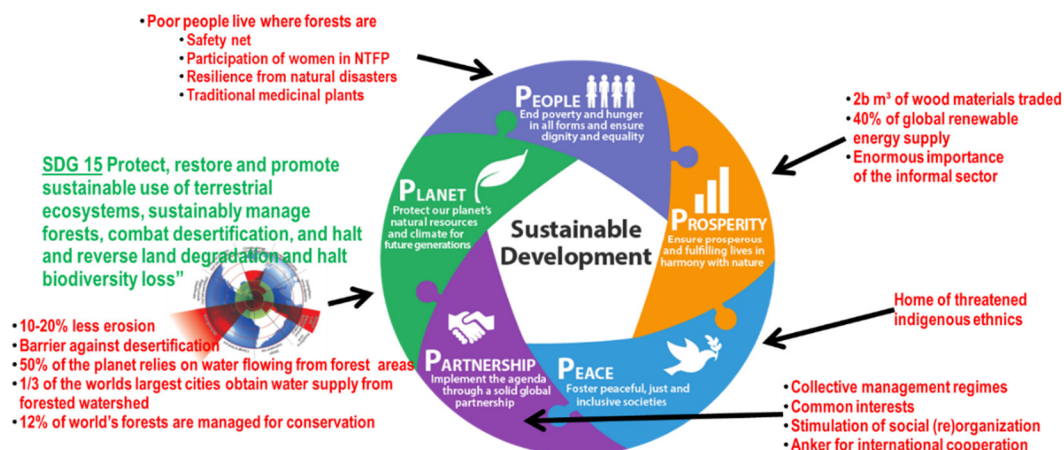 •Poor people live where forests are
•Safety net
•Participation of women in NTFP
•Resilience from natural disasters
•Traditional medicinal plants
PEOPLE
End poverty and hunger
in all forms and ensure
dignity and equality
•2b m³ of wood materials traded
•40% of global renewable
energy supply
•Enormous importance
of the informal sector
SDG 15 Protect, restore and promote
sustainable use of terrestrial
ecosystems, sustainably manage
forests, combat desertification, and halt
and reverse land degradation and halt
biodiversity loss”
PLANET
Protect our planet's
natural resources
and climate for
future generations
Sustainable
Development
PROSPERITY
Ensure prosperous
and fulfilling lives in
harmony with nature
•10-20% less erosion
•Barrier against desertification
•50% of the planet relies on water flowing from forest areas
•1/3 of the worlds largest cities obtain water supply from
forested watershed
•12% of world's forests are managed for conservation
PARTNERSHIP
Implement the agenda
through a solid global
partnership
PEACE
Foster peaceful, just and
inclusive societies
Home of threatened
indigenous ethnics
•Collective management regimes
•Common interests
•Stimulation of social (re)organization
•Anker for international cooperation